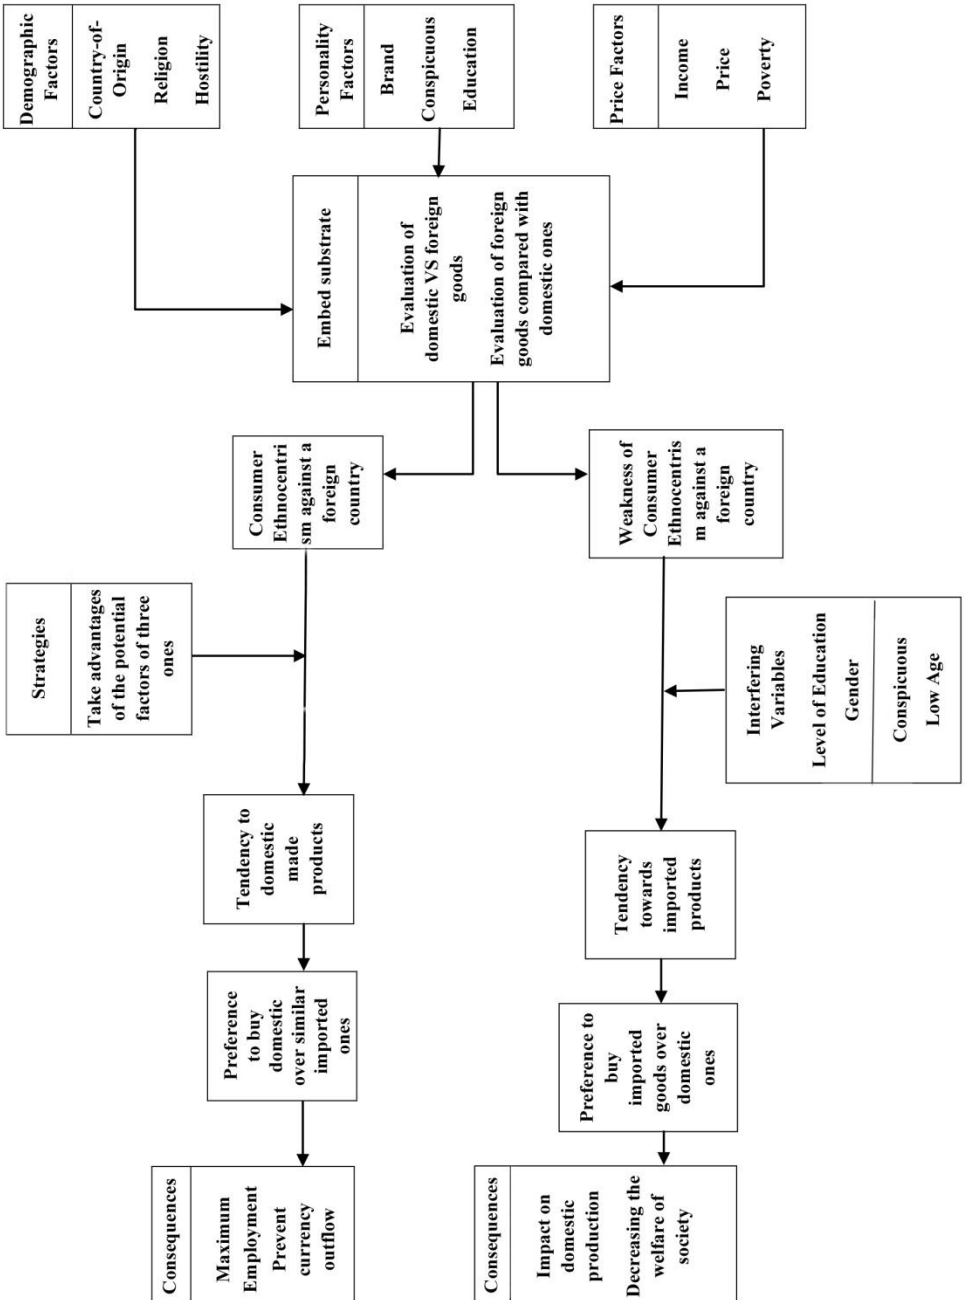 Demographic
Factors
Country-of-
Origin
Religion
Hostility
Personality
Factors
Brand
Conspicuous
Education
Price Factors
Income
Price
Poverty
Embed substrate
Evaluation of
domestic VS foreign
goods
Evaluation of foreign
goods compared with
domestic ones
Consumer
Ethnocentri
sm against a
foreign
country
Weakness of
Consumer
Ethnocentris
m against a
foreign
country
Strategies
Take advantages
of the potential
factors of three
ones
Interfering
Variables
Level of Education
Gender
Conspicuous
Low Age
Tendency to
domestic
made
products
Tendency
towards
imported
products
Preference
to buy
domestic
over similar
imported
ones
Preference to
buy
imported
goods over
domestic
ones
Consequences
Maximum
Employment
Prevent
currency
outflow
Consequences
Impact on
domestic
production
Decreasing the
welfare of
society